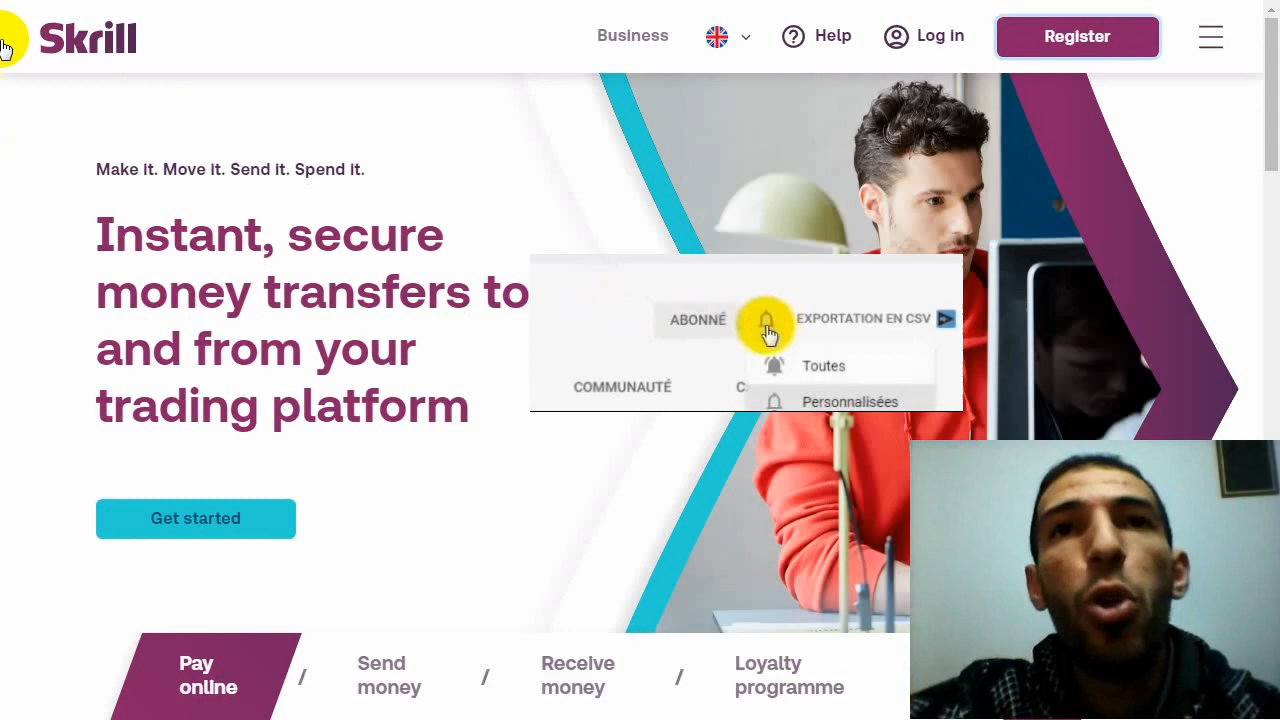 Skrill
Business
Help
Log in
Register
Make it. Move it. Send it. Spend it.
Instant, secure
money transfers to
and from your
trading platform
ABONNÉ
EXPORTATION EN CSV
Toutes
COMMUNAUTÉ
Personnalisées
Get started
Pay
online
/
Send
money
/
Receive
money
/
Loyalty
programme